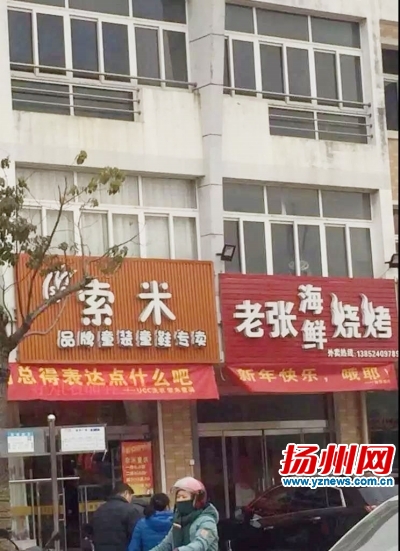 索米
品牌童装童鞋专卖
老张海鲜烧烤
外卖热线:13852409785
总得表达点什么吧
新年快乐,哦耶!
扬州网
www.yznews.com.cn